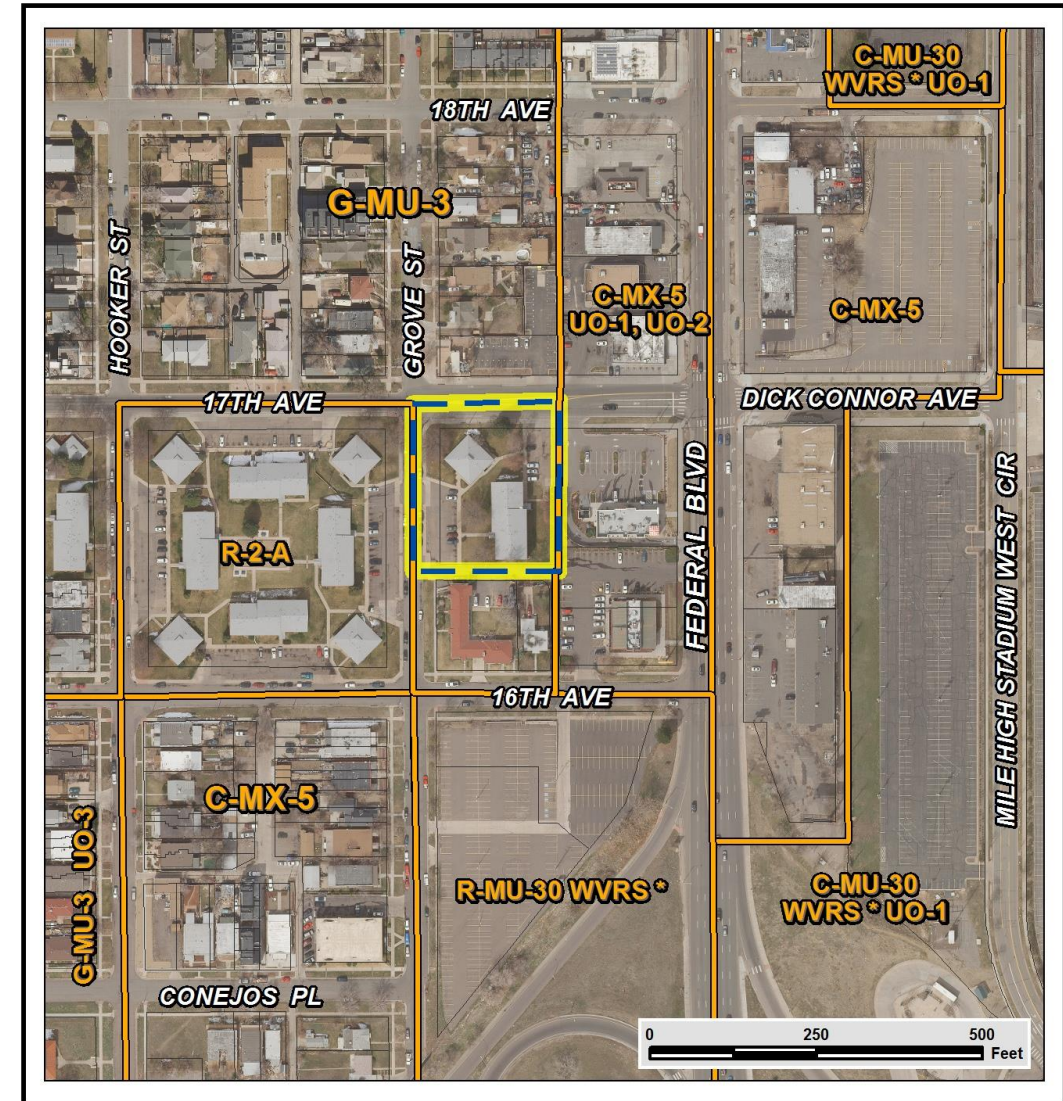 C-MU-30
WVRS * UO-1
18TH AVE
G-MU-3
HOOKER ST
GROVE ST
C-MX-5
UO-1, UO-2
C-MX-5
17TH AVE
DICK CONNOR AVE
FEDERAL BLVD
MILE HIGH STADIUM WEST CIR
R-2-A
16TH AVE
C-MX-5
G-MU-3 UO-3
R-MU-30 WVRS *
C-MU-30
WVRS * UO-1
CONEJOS PL
0 250 500
Feet